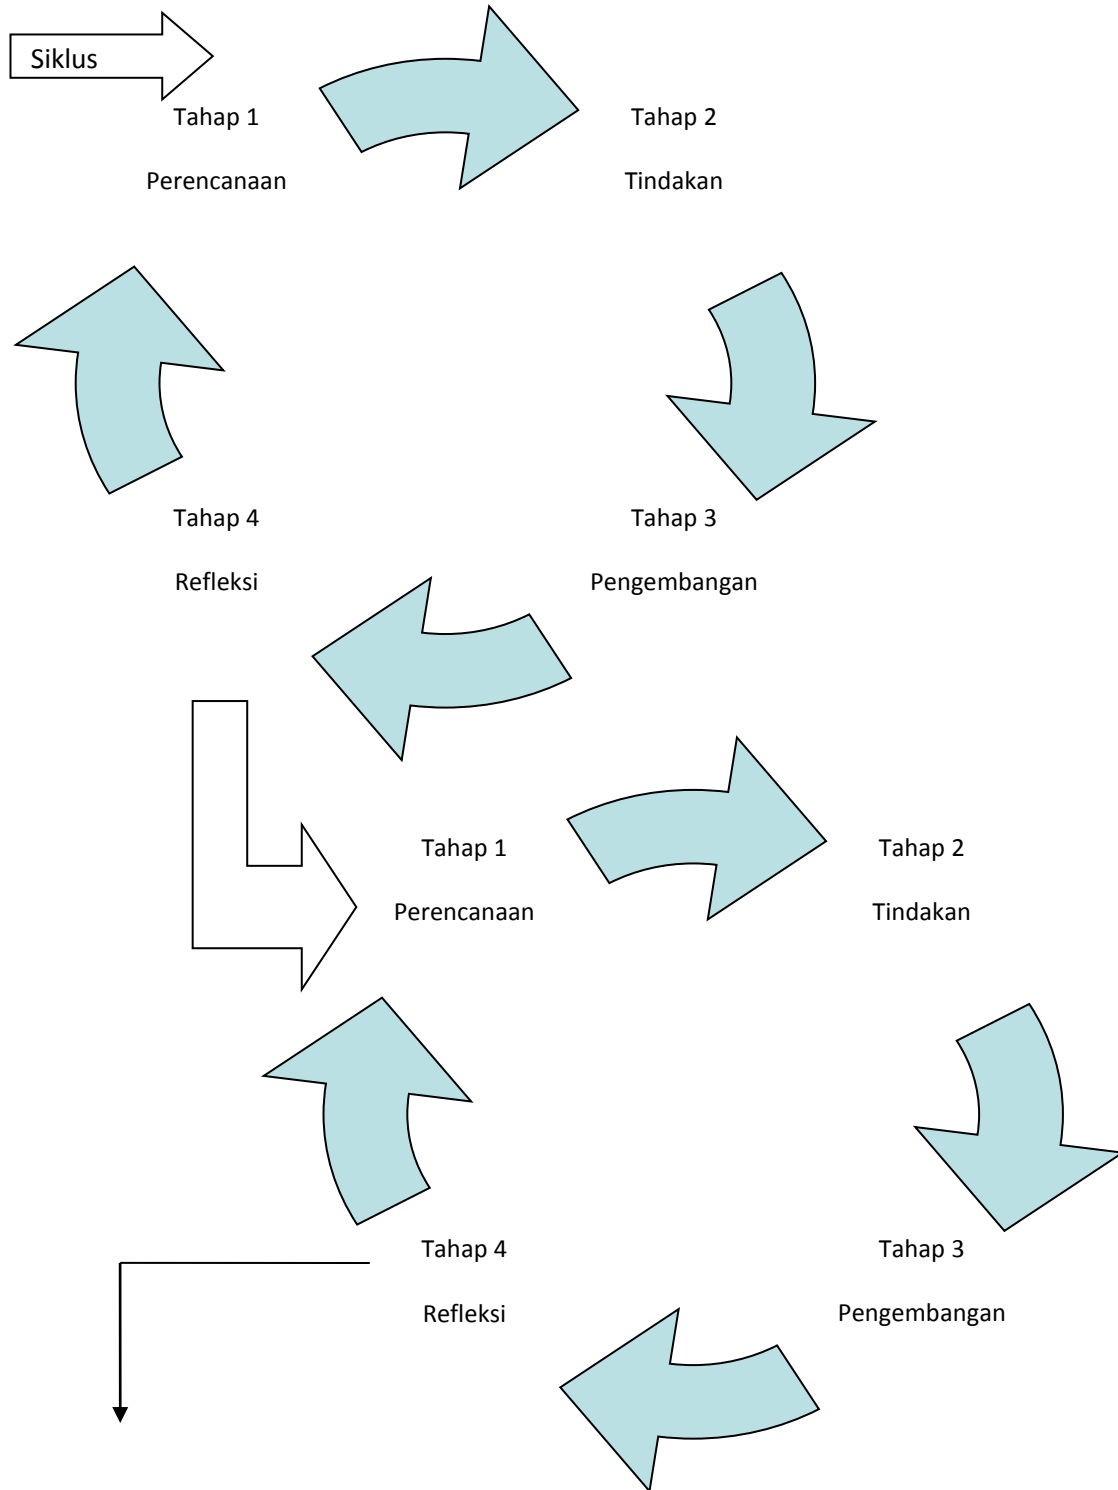 Siklus
Tahap 1
Perencanaan
Tahap 2
Tindakan
Tahap 4
Refleksi
Tahap 3
Pengembangan
Tahap 1
Perencanaan
Tahap 2
Tindakan
Tahap 4
Refleksi
Tahap 3
Pengembangan